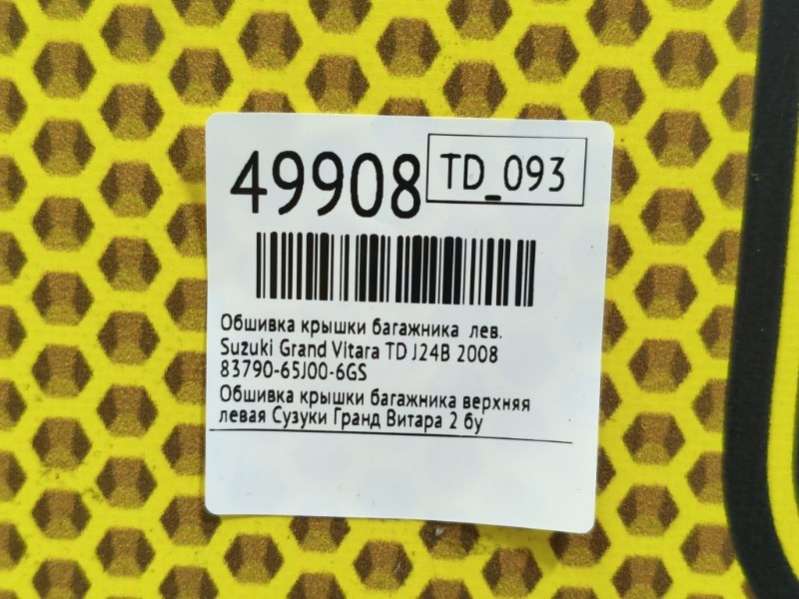 49908 TD_093
Обшивка крышки багажника лев.
Suzuki Grand Vitara TD J24B 2008
83790-65J00-6GS
Обшивка крышки багажника верхняя
левая Сузуки Гранд Витара 2 бу